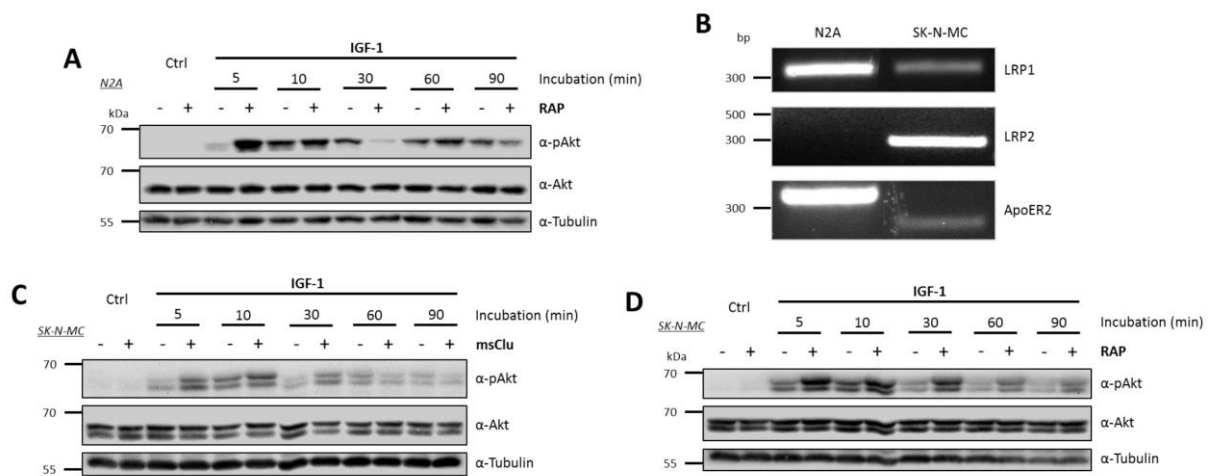 A
IGF-1
Ctrl
5 10 30 60 90 Incubation (min)
N2A
- + - + - + - + - + - + RAP
kDa
70
α-pAkt
70
α-Akt
55
α-Tubulin
B
N2A SK-N-MC
bp
300
LRP1
500
300
LRP2
300
ApoER2
C
IGF-1
Ctrl
5 10 30 60 90 Incubation (min)
SK-N-MC
- + - + - + - + - + - + msClu
70
α-pAkt
70
α-Akt
55
α-Tubulin
D
IGF-1
Ctrl
5 10 30 60 90 Incubation (min)
SK-N-MC
- + - + - + - + - + - + RAP
kDa
70
α-pAkt
70
α-Akt
55
α-Tubulin